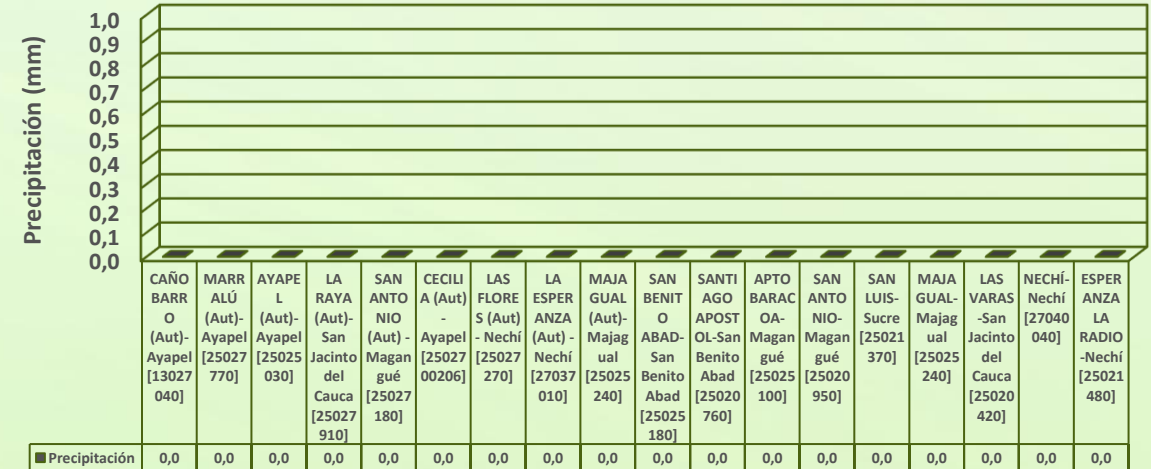 Precipitación (mm)
1,0
0,9
0,8
0,7
0,6
0,5
0,4
0,3
0,2
0,1
0,0
CAÑO
BARR
O
(Aut)-
Ayapel
[13027
040]
MARR
ALÚ
(Aut)-
Ayapel
[25027
770]
AYAPE
L
(Aut)-
Ayapel
[25025
030]
LA
RAYA
(Aut)-
San
Jacinto
del
Cauca
[25027
910]
SAN
ANTO
NIO
(Aut) -
Magan
gué
[25027
180]
CECILI
A (Aut)
-
Ayapel
[25027
00206]
LAS
FLORE
S (Aut)
- Nechí
[25027
270]
LA
ESPER
ANZA
(Aut) -
Nechí
[27037
010]
MAJA
GUAL
(Aut)-
Majag
ual
[25025
240]
SAN
BENIT
O
ABAD-
San
Benito
Abad
[25025
180]
SANTI
AGO
APOST
OL-San
Benito
Abad
[25020
760]
APTO
BARAC
OA-
Magan
gué
[25025
100]
SAN
ANTO
NIO-
Magan
gué
[25020
950]
SAN
LUIS-
Sucre
[25021
370]
MAJA
GUAL-
Majag
ual
[25025
240]
LAS
VARAS
-San
Jacinto
del
Cauca
[25020
420]
NECHÍ-
Nechí
[27040
040]
ESPER
ANZA
LA
RADIO
-Nechí
[25021
480]
Precipitación 0,0 0,0 0,0 0,0 0,0 0,0 0,0 0,0 0,0 0,0 0,0 0,0 0,0 0,0 0,0 0,0 0,0 0,0